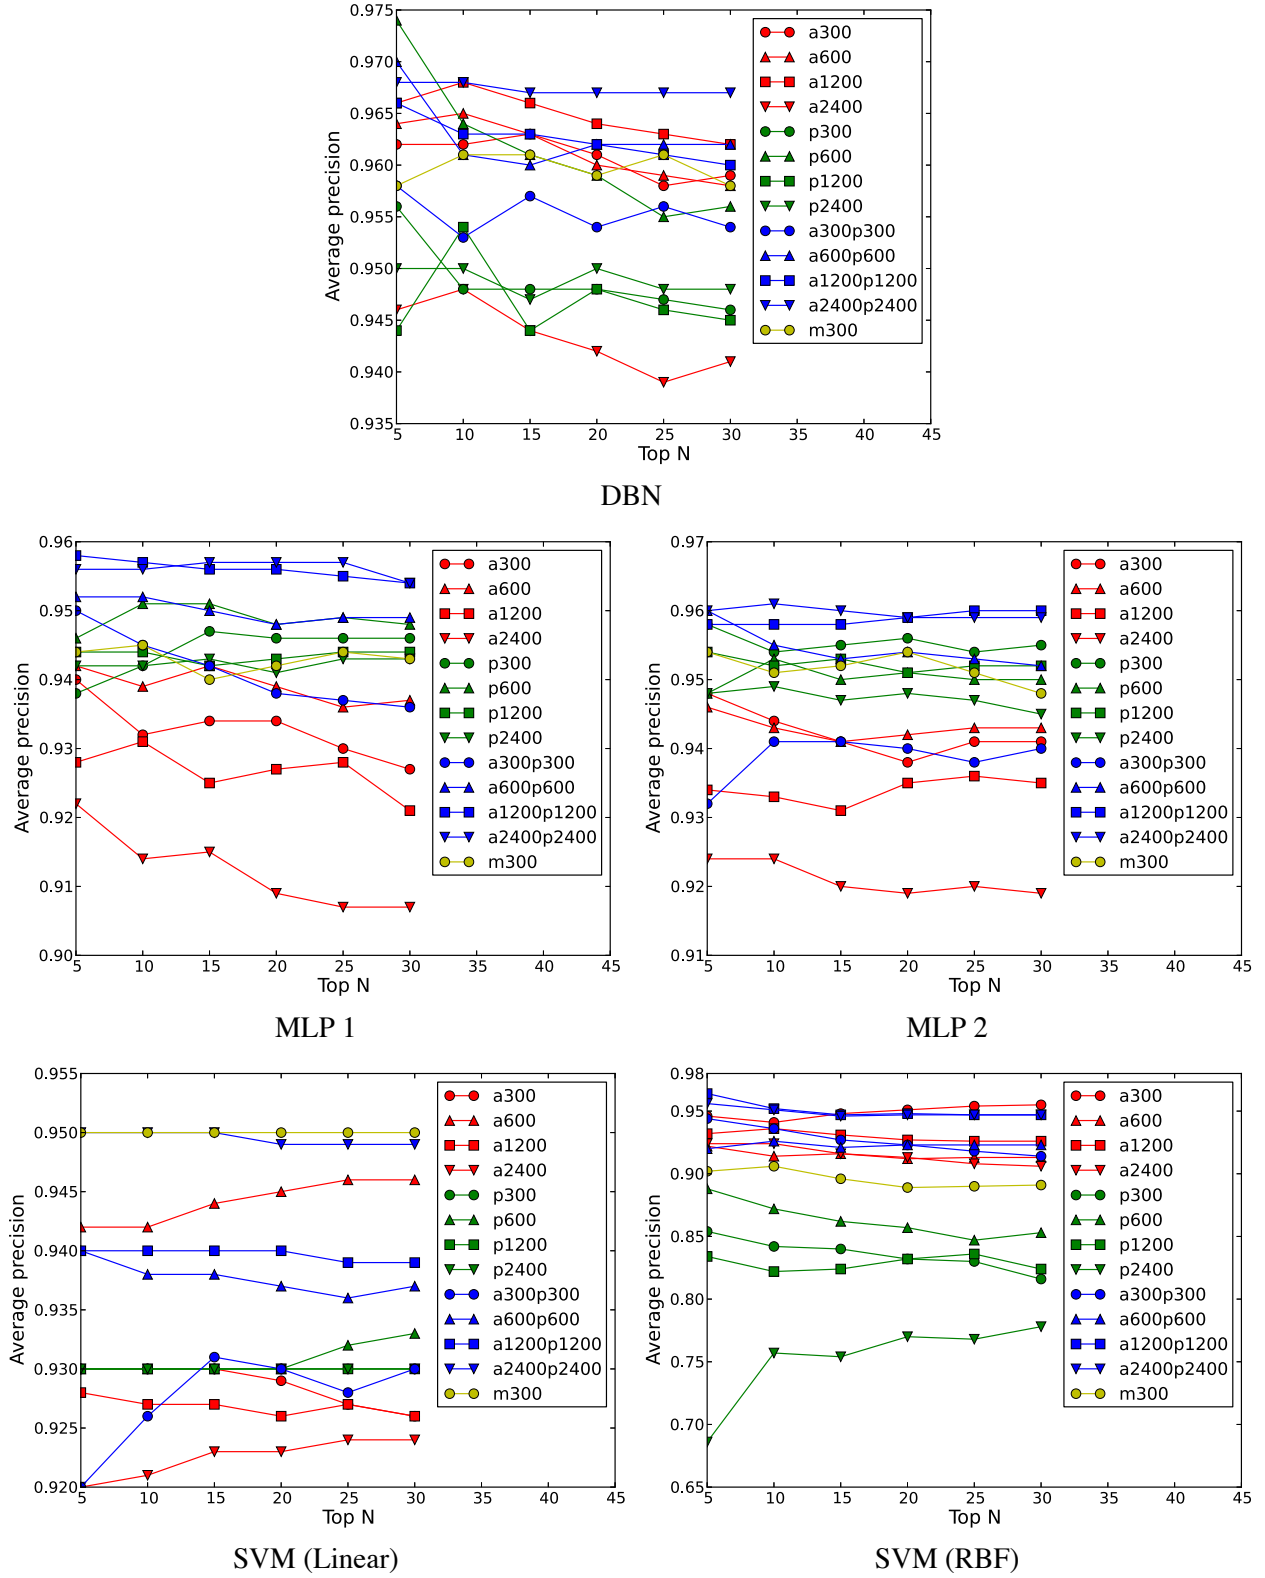 0.975
0.970
0.965
0.960
0.955
0.950
0.945
0.940
0.935
Average precision
5 10 15 20 25 30 35 40 45
Top N
a300
a600
a1200
a2400
p300
p600
p1200
p2400
a300p300
a600p600
a1200p1200
a2400p2400
m300
DBN
0.96
0.95
0.94
0.93
0.92
0.91
0.90
Average precision
5 10 15 20 25 30 35 40 45
Top N
a300
a600
a1200
a2400
p300
p600
p1200
p2400
a300p300
a600p600
a1200p1200
a2400p2400
m300
MLP 1
0.97
0.96
0.95
0.94
0.93
0.92
0.91
Average precision
5 10 15 20 25 30 35 40 45
Top N
a300
a600
a1200
a2400
p300
p600
p1200
p2400
a300p300
a600p600
a1200p1200
a2400p2400
m300
MLP 2
0.955
0.950
0.945
0.940
0.935
0.930
0.925
0.920
Average precision
5 10 15 20 25 30 35 40 45
Top N
a300
a600
a1200
a2400
p300
p600
p1200
p2400
a300p300
a600p600
a1200p1200
a2400p2400
m300
SVM (Linear)
0.98
0.95
0.90
0.85
0.80
0.75
0.70
0.65
Average precision
5 10 15 20 25 30 35 40 45
Top N
a300
a600
a1200
a2400
p300
p600
p1200
p2400
a300p300
a600p600
a1200p1200
a2400p2400
m300
SVM (RBF)